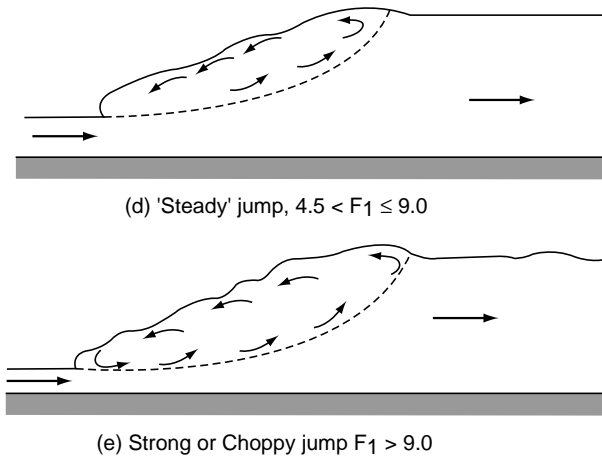 (d) 'Steady' jump, 4.5 < F1 ≤ 9.0
(e) Strong or Choppy jump F1 > 9.0